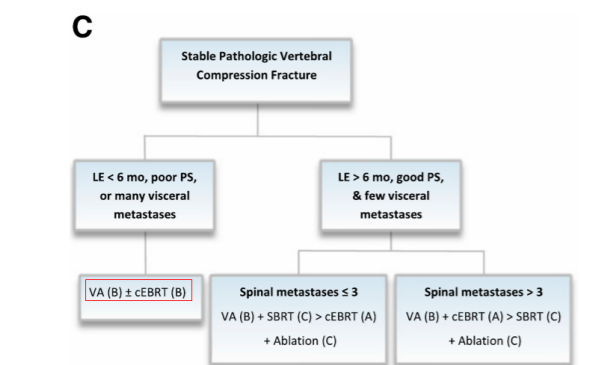 C
Stable Pathologic Vertebral
Compression Fracture
LE < 6 mo, poor PS,
or many visceral
metastases
LE > 6 mo, good PS,
& few visceral
metastases
VA (B) ± cEBRT (B)
Spinal metastases ≤ 3
VA (B) + SBRT (C) > cEBRT (A)
+ Ablation (C)
Spinal metastases > 3
VA (B) + cEBRT (A) > SBRT (C)
+ Ablation (C)